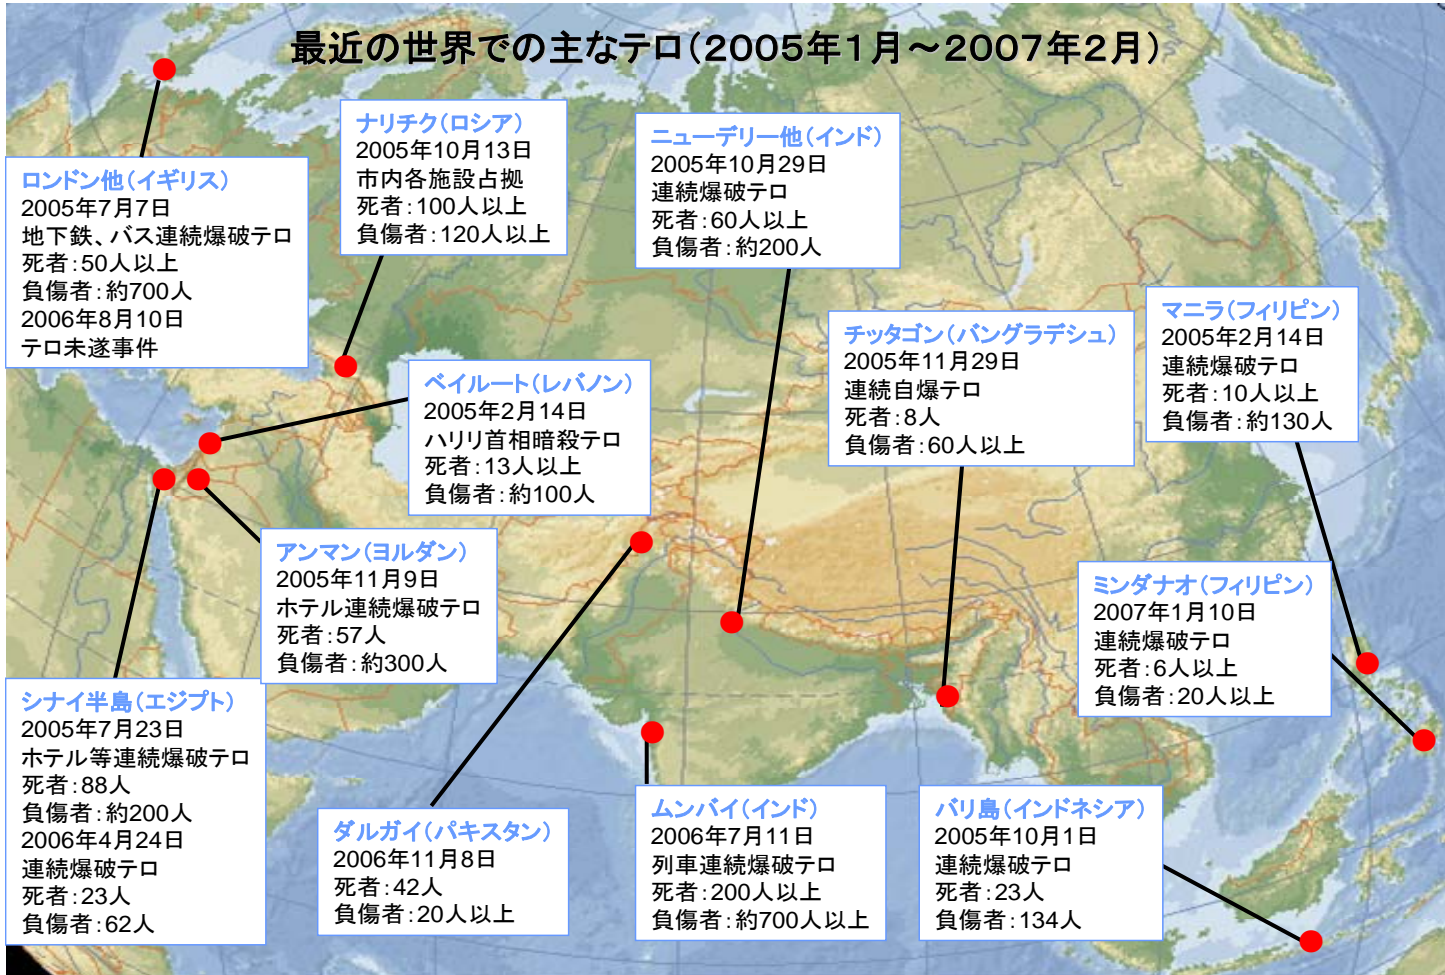 最近の世界での主なテロ（２００５年１月～２００７年２月）
ロンドン他（イギリス）
2005年7月7日
地下鉄、バス連続爆破テロ
死者：50人以上
負傷者：約700人
2006年8月10日
テロ未遂事件
ナリチク（ロシア）
2005年10月13日
市内各施設占拠
死者：100人以上
負傷者：120人以上
ニューデリー他（インド）
2005年10月29日
連続爆破テロ
死者：60人以上
負傷者：約200人
チッタゴン（バングラデシュ）
2005年11月29日
連続自爆テロ
死者：8人
負傷者：60人以上
マニラ（フィリピン）
2005年2月14日
連続爆破テロ
死者：10人以上
負傷者：約130人
ベイルート（レバノン）
2005年2月14日
ハリリ首相暗殺テロ
死者：13人以上
負傷者：約100人
アンマン（ヨルダン）
2005年11月9日
ホテル連続爆破テロ
死者：57人
負傷者：約300人
ミンダナオ（フィリピン）
2007年1月10日
連続爆破テロ
死者：6人以上
負傷者：20人以上
シナイ半島（エジプト）
2005年7月23日
ホテル等連続爆破テロ
死者：88人
負傷者：約200人
2006年4月24日
連続爆破テロ
死者：23人
負傷者：62人
ダルガイ（パキスタン）
2006年11月8日
死者：42人
負傷者：20人以上
ムンバイ（インド）
2006年7月11日
列車連続爆破テロ
死者：200人以上
負傷者：約700人以上
バリ島（インドネシア）
2005年10月1日
連続爆破テロ
死者：23人
負傷者：134人